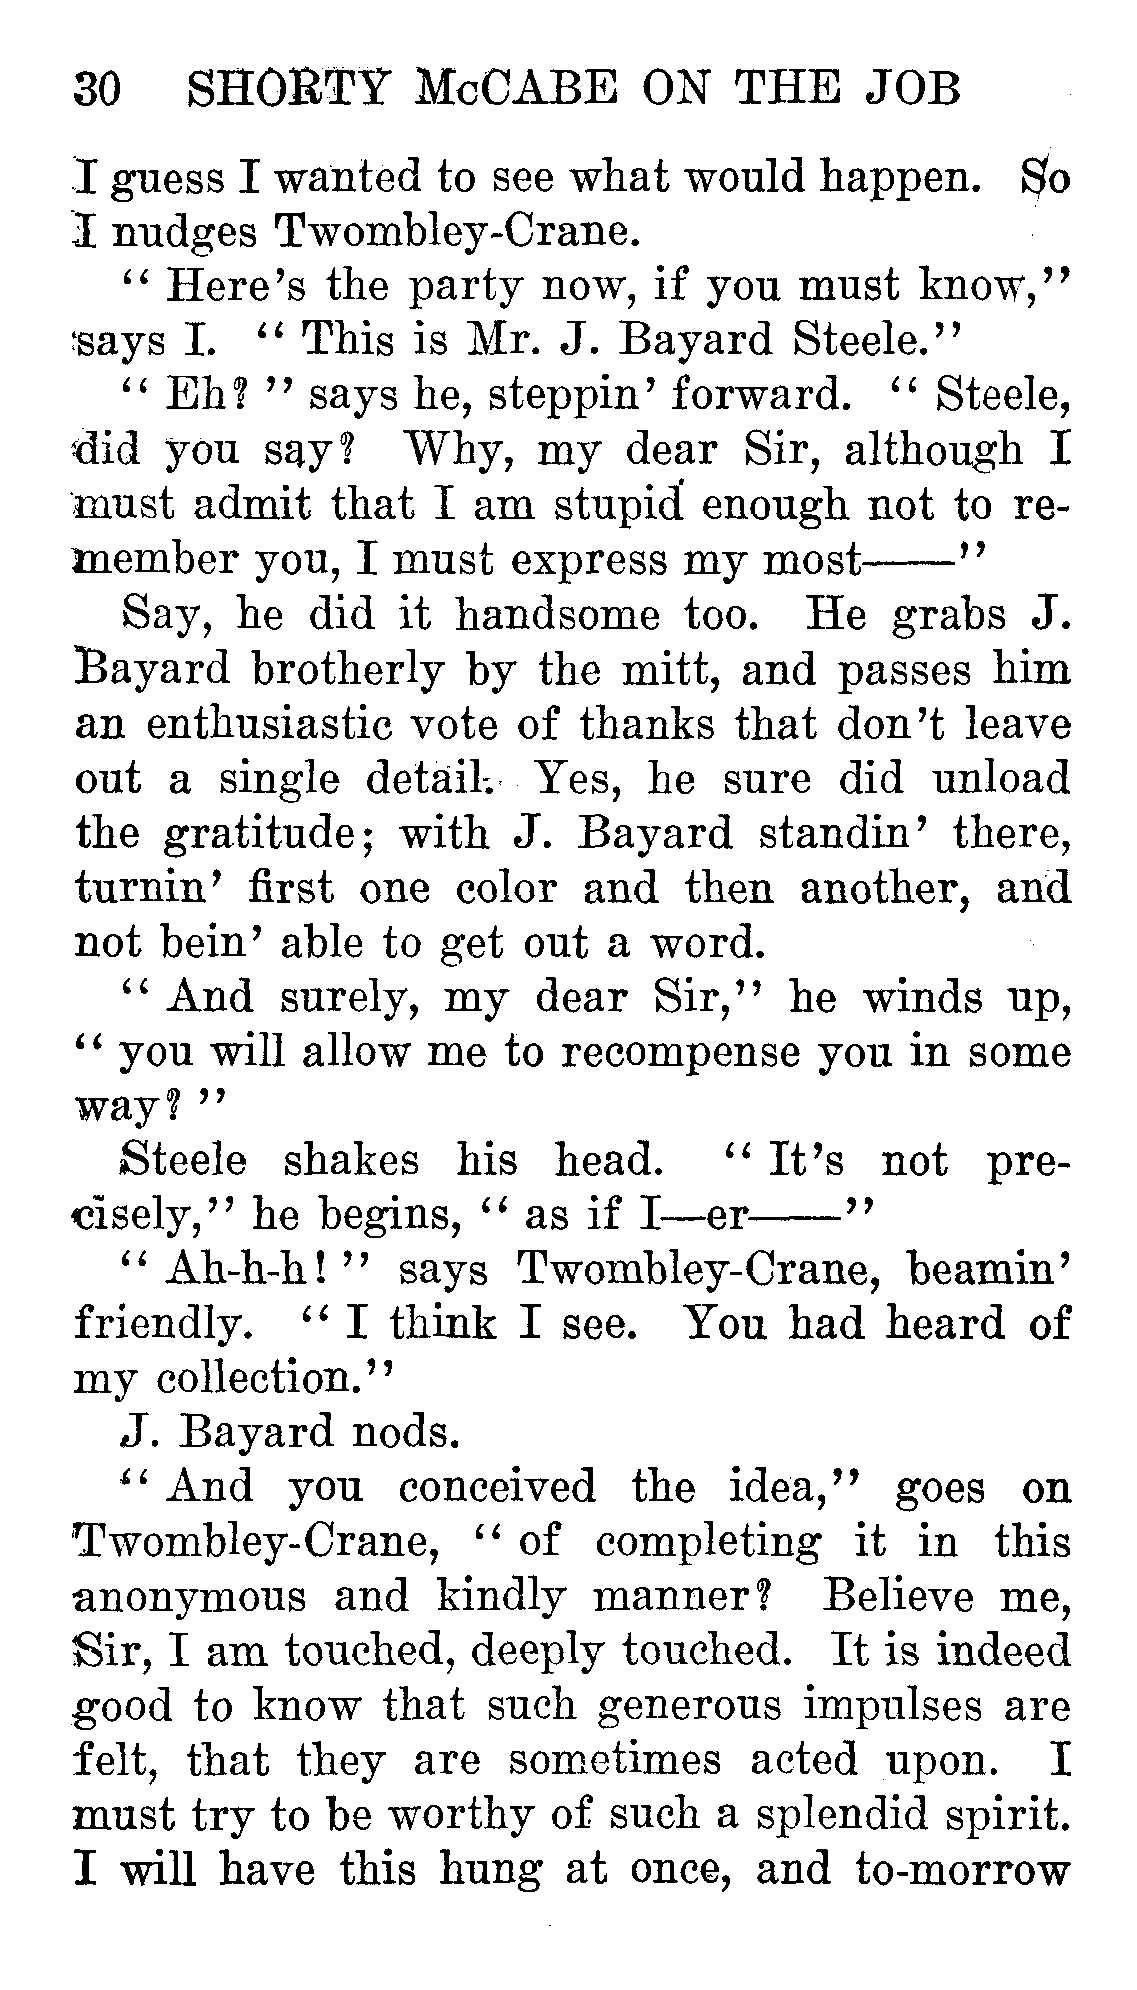 30 SHORTY McCABE ON THE JOB
I guess I wanted to see what would happen. So
I nudges Twombley-Crane.
“ Here’s the party now, if you must know,”
says I. “ This is Mr. J. Bayard Steele.”
“ Eh? ” says he, steppin’ forward. “ Steele,
did you say? Why, my dear Sir, although I
must admit that I am stupid enough not to re-
member you, I must express my most——”
Say, he did it handsome too. He grabs J.
Bayard brotherly by the mitt, and passes him
an enthusiastic vote of thanks that don’t leave
out a single detail. Yes, he sure did unload
the gratitude; with J. Bayard standin’ there,
turnin’ first one color and then another, and
not bein’ able to get out a word.
“ And surely, my dear Sir,” he winds up,
“ you will allow me to recompense you in some
way? ”
Steele shakes his head. “ It’s not pre-
cisely,” he begins, “ as if I—er——”
“ Ah-h-h! ” says Twombley-Crane, beamin’
friendly. “ I think I see. You had heard of
my collection.”
J. Bayard nods.
“ And you conceived the idea,” goes on
Twombley-Crane, “ of completing it in this
anonymous and kindly manner? Believe me,
Sir, I am touched, deeply touched. It is indeed
good to know that such generous impulses are
felt, that they are sometimes acted upon. I
must try to be worthy of such a splendid spirit.
I will have this hung at once, and to-morrow